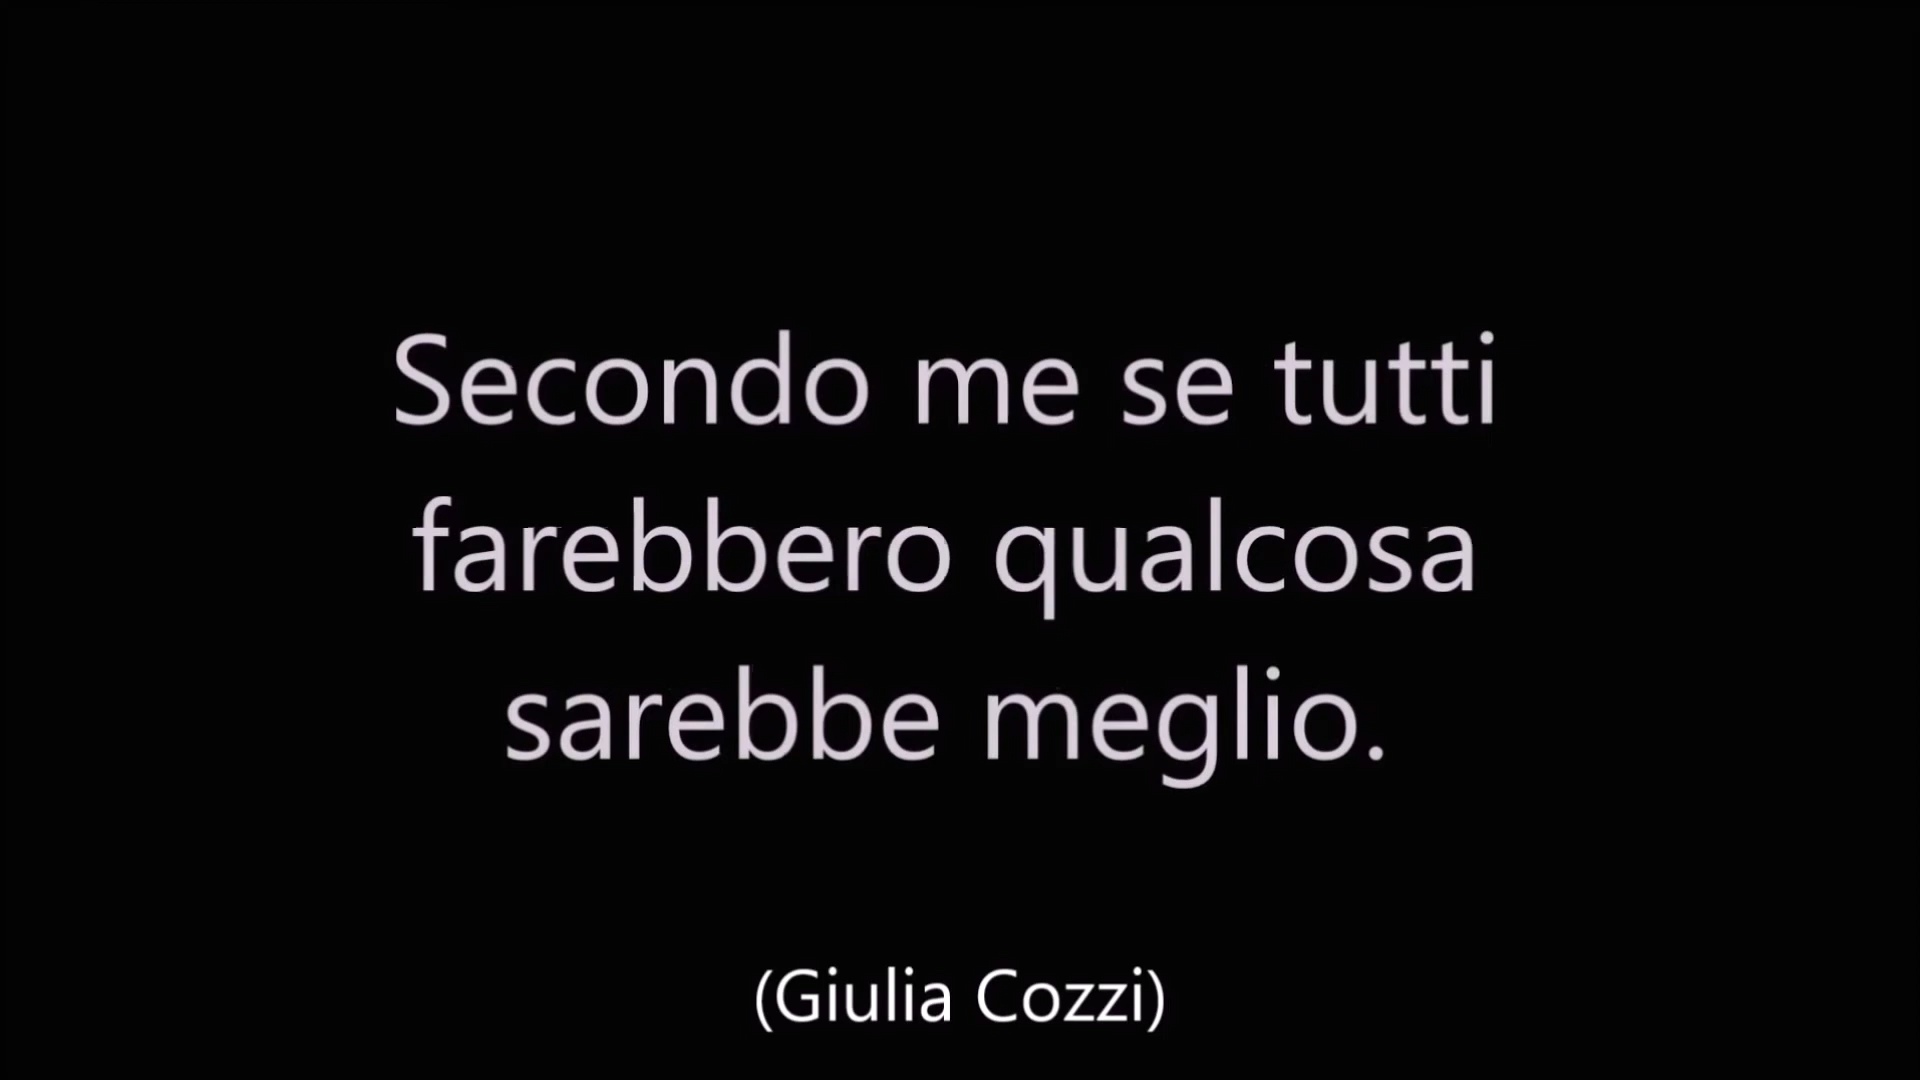 Secondo me se tutti
farebbero qualcosa
sarebbe meglio.
(Giulia Cozzi)